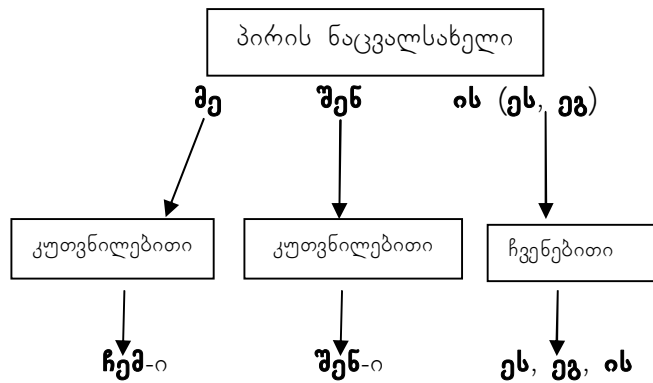 პირის ნაცვალსახელი
მე შენ ის (ეს, ეგ)
კუთვნილებითი კუთვნილებითი ჩვენებითი
ჩემ-ი შენ-ი ეს, ეგ, ის